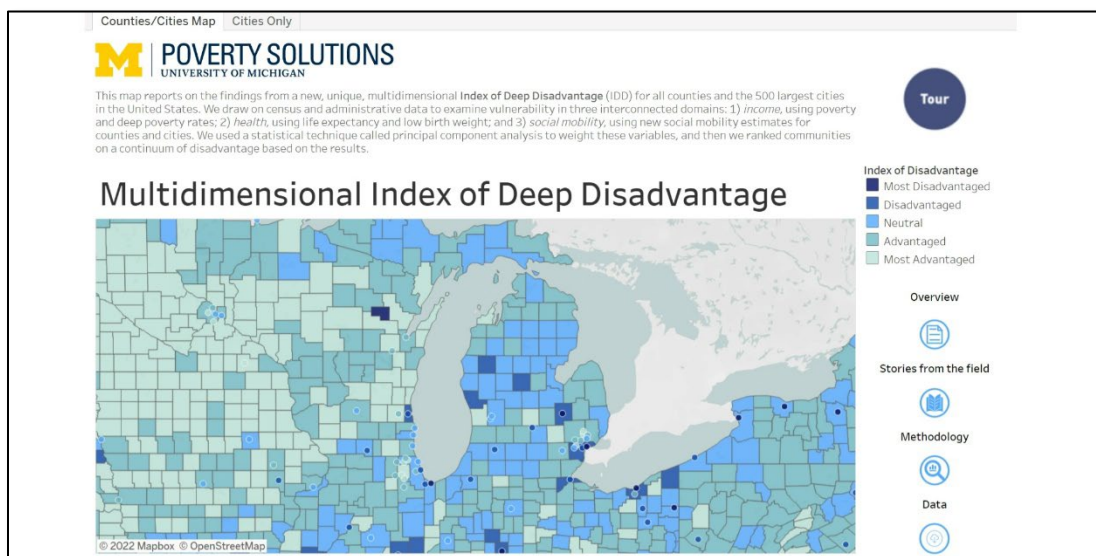 Counties/Cities Map
Cities Only
M
POVERTY SOLUTIONS
UNIVERSITY OF MICHIGAN
This map reports on the findings from a new, unique, multidimensional Index of Deep Disadvantage (IDD) for all counties and the 500 largest cities
in the United States. We draw on census and administrative data to examine vulnerability in three interconnected domains: 1) income, using poverty
and deep poverty rates; 2) health, using life expectancy and low birth weight; and 3) social mobility, using new social mobility estimates for
counties and cities. We used a statistical technique called principal component analysis to weight these variables, and then we ranked communities
on a continuum of disadvantage based on the results.
Tour
Multidimensional Index of Deep Disadvantage
Index of Disadvantage
Most Disadvantaged
Disadvantaged
Neutral
Advantaged
Most Advantaged
Overview
Stories from the field
Methodology
Data
© 2022 Mapbox © OpenStreetMap